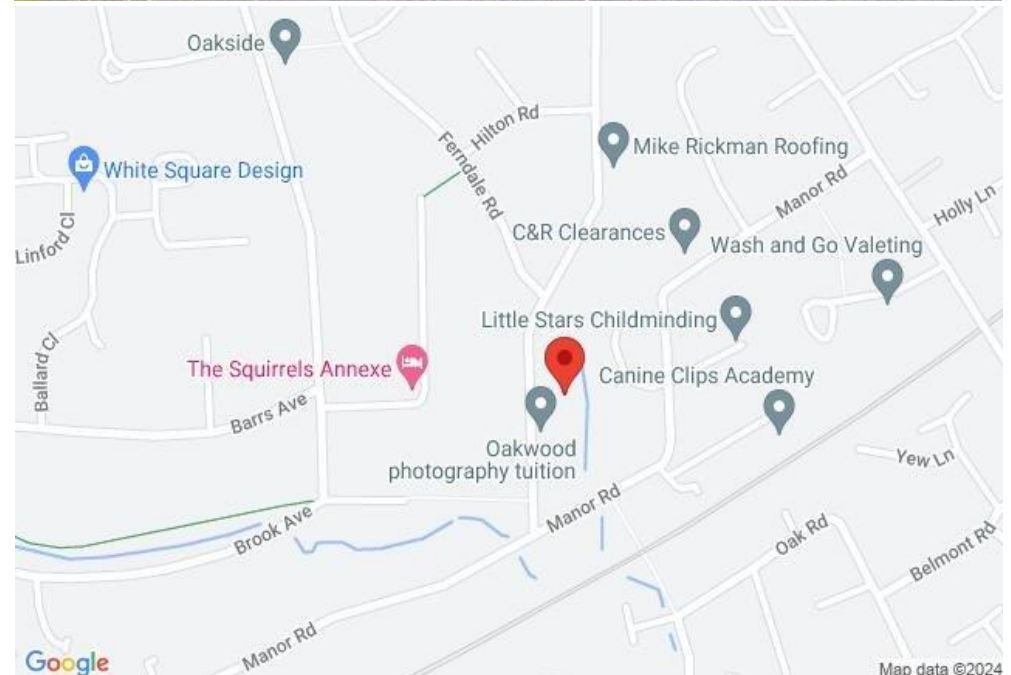 Oakside
Hilton Rd
Ferndale Rd
Mike Rickman Roofing
White Square Design
Manor Rd
Holly Ln
Linford Cl
C&R Clearances
Wash and Go Valeting
Little Stars Childminding
Ballard Cl
The Squirrels Annexe
Canine Clips Academy
Barrs Ave
Oakwood
photography tuition
Yew Ln
Manor Rd
Brook Ave
Oak Rd
Belmont Rd
Manor Rd
Google
Map data ©2024